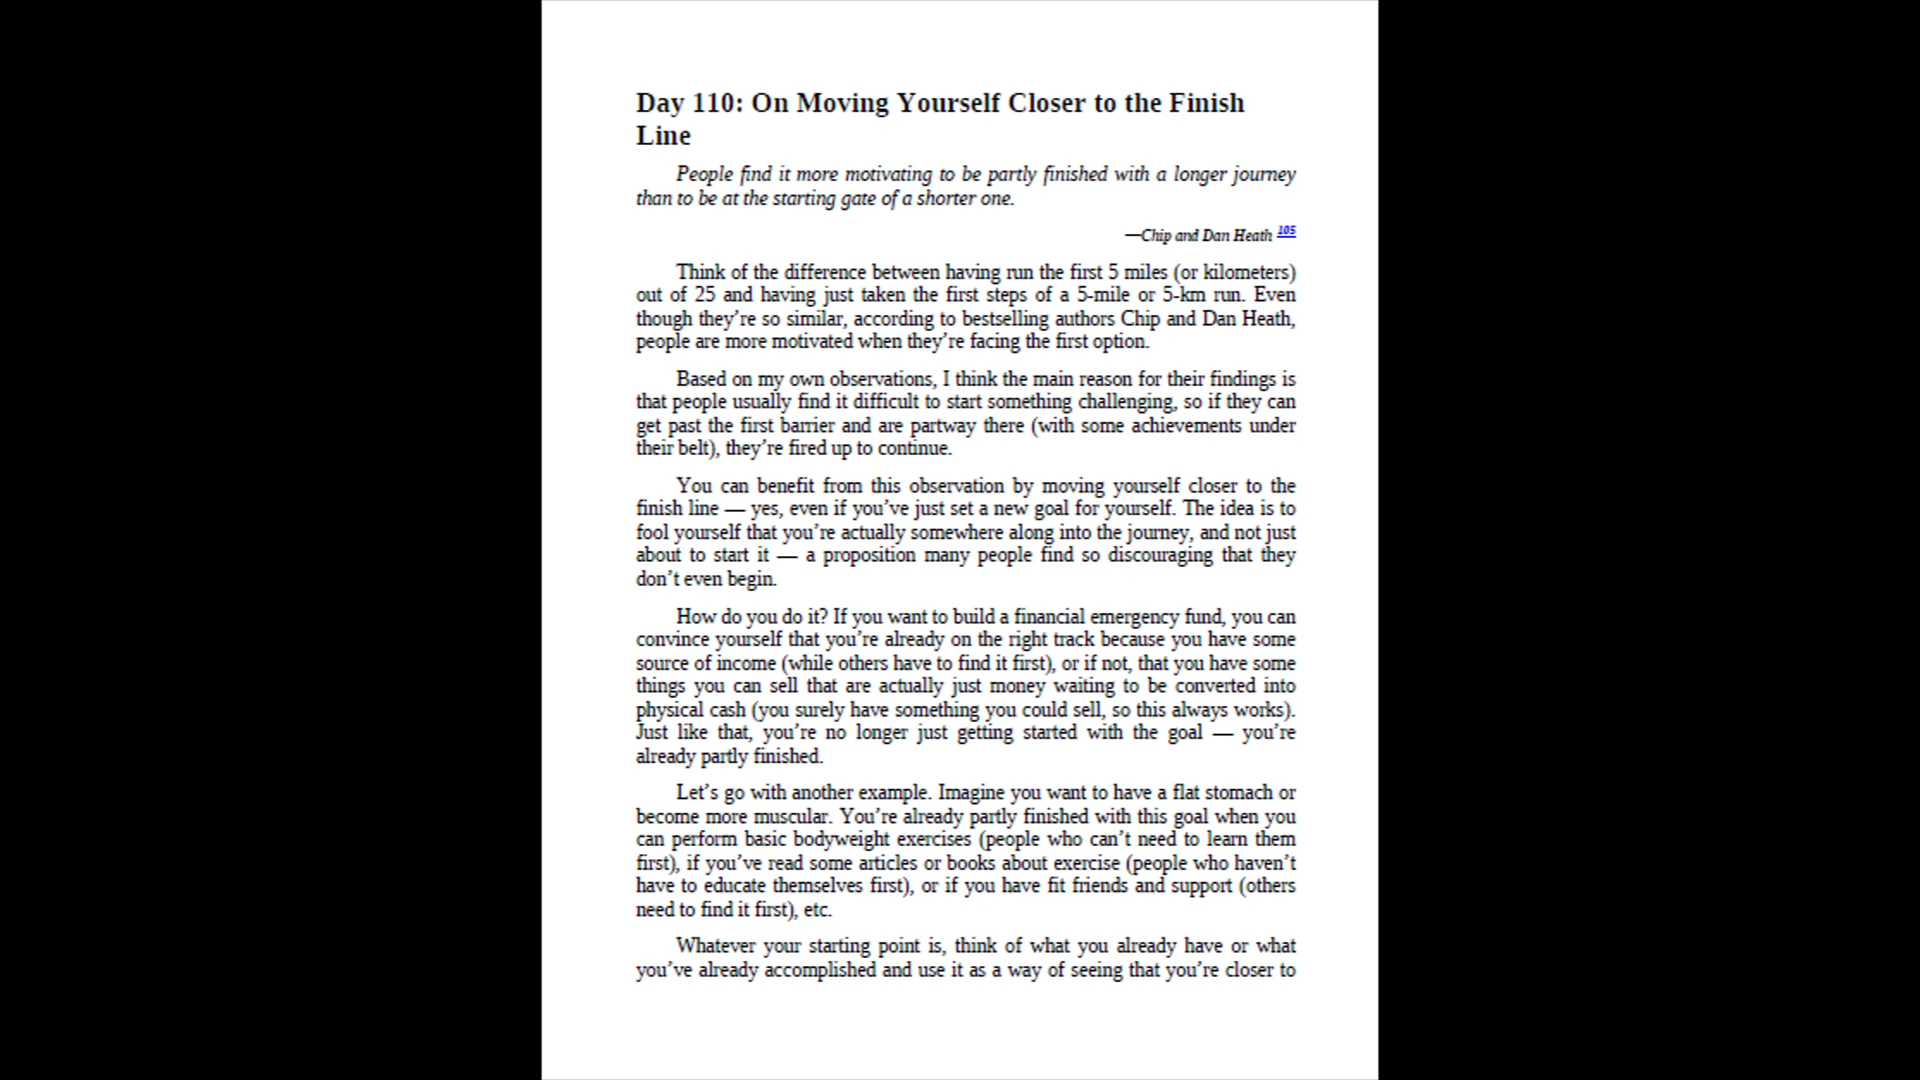 Day 110: On Moving Yourself Closer to the Finish
Line
People find it more motivating to be partly finished with a longer journey
than to be at the starting gate of a shorter one.
—Chip and Dan Heath 105
Think of the difference between having run the first 5 miles (or kilometers)
out of 25 and having just taken the first steps of a 5-mile or 5-km run. Even
though they’re so similar, according to bestselling authors Chip and Dan Heath,
people are more motivated when they’re facing the first option.
Based on my own observations, I think the main reason for their findings is
that people usually find it difficult to start something challenging, so if they can
get past the first barrier and are partway there (with some achievements under
their belt), they’re fired up to continue.
You can benefit from this observation by moving yourself closer to the
finish line — yes, even if you’ve just set a new goal for yourself. The idea is to
fool yourself that you’re actually somewhere along into the journey, and not just
about to start it — a proposition many people find so discouraging that they
don’t even begin.
How do you do it? If you want to build a financial emergency fund, you can
convince yourself that you’re already on the right track because you have some
source of income (while others have to find it first), or if not, that you have some
things you can sell that are actually just money waiting to be converted into
physical cash (you surely have something you could sell, so this always works).
Just like that, you’re no longer just getting started with the goal — you’re
already partly finished.
Let’s go with another example. Imagine you want to have a flat stomach or
become more muscular. You’re already partly finished with this goal when you
can perform basic bodyweight exercises (people who can’t need to learn them
first), if you’ve read some articles or books about exercise (people who haven’t
have to educate themselves first), or if you have fit friends and support (others
need to find it first), etc.
Whatever your starting point is, think of what you already have or what
you’ve already accomplished and use it as a way of seeing that you’re closer to